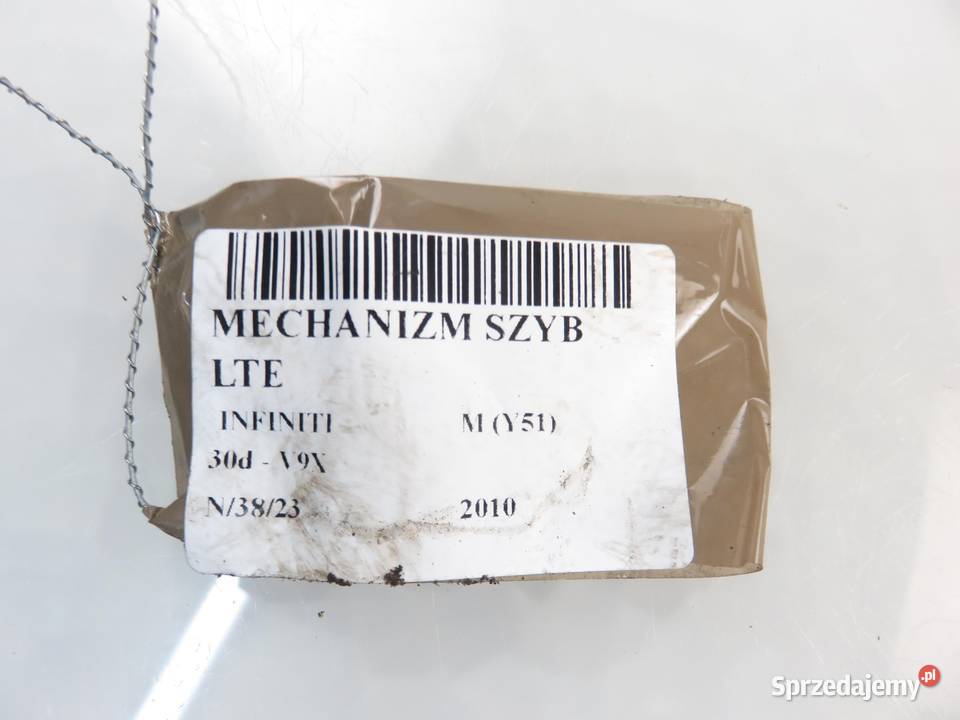 MECHANIZM SZYB
LTE
INFINITI M (Y51)
30d - V9X
N/38/23 2010
Sprzedajemy.pl